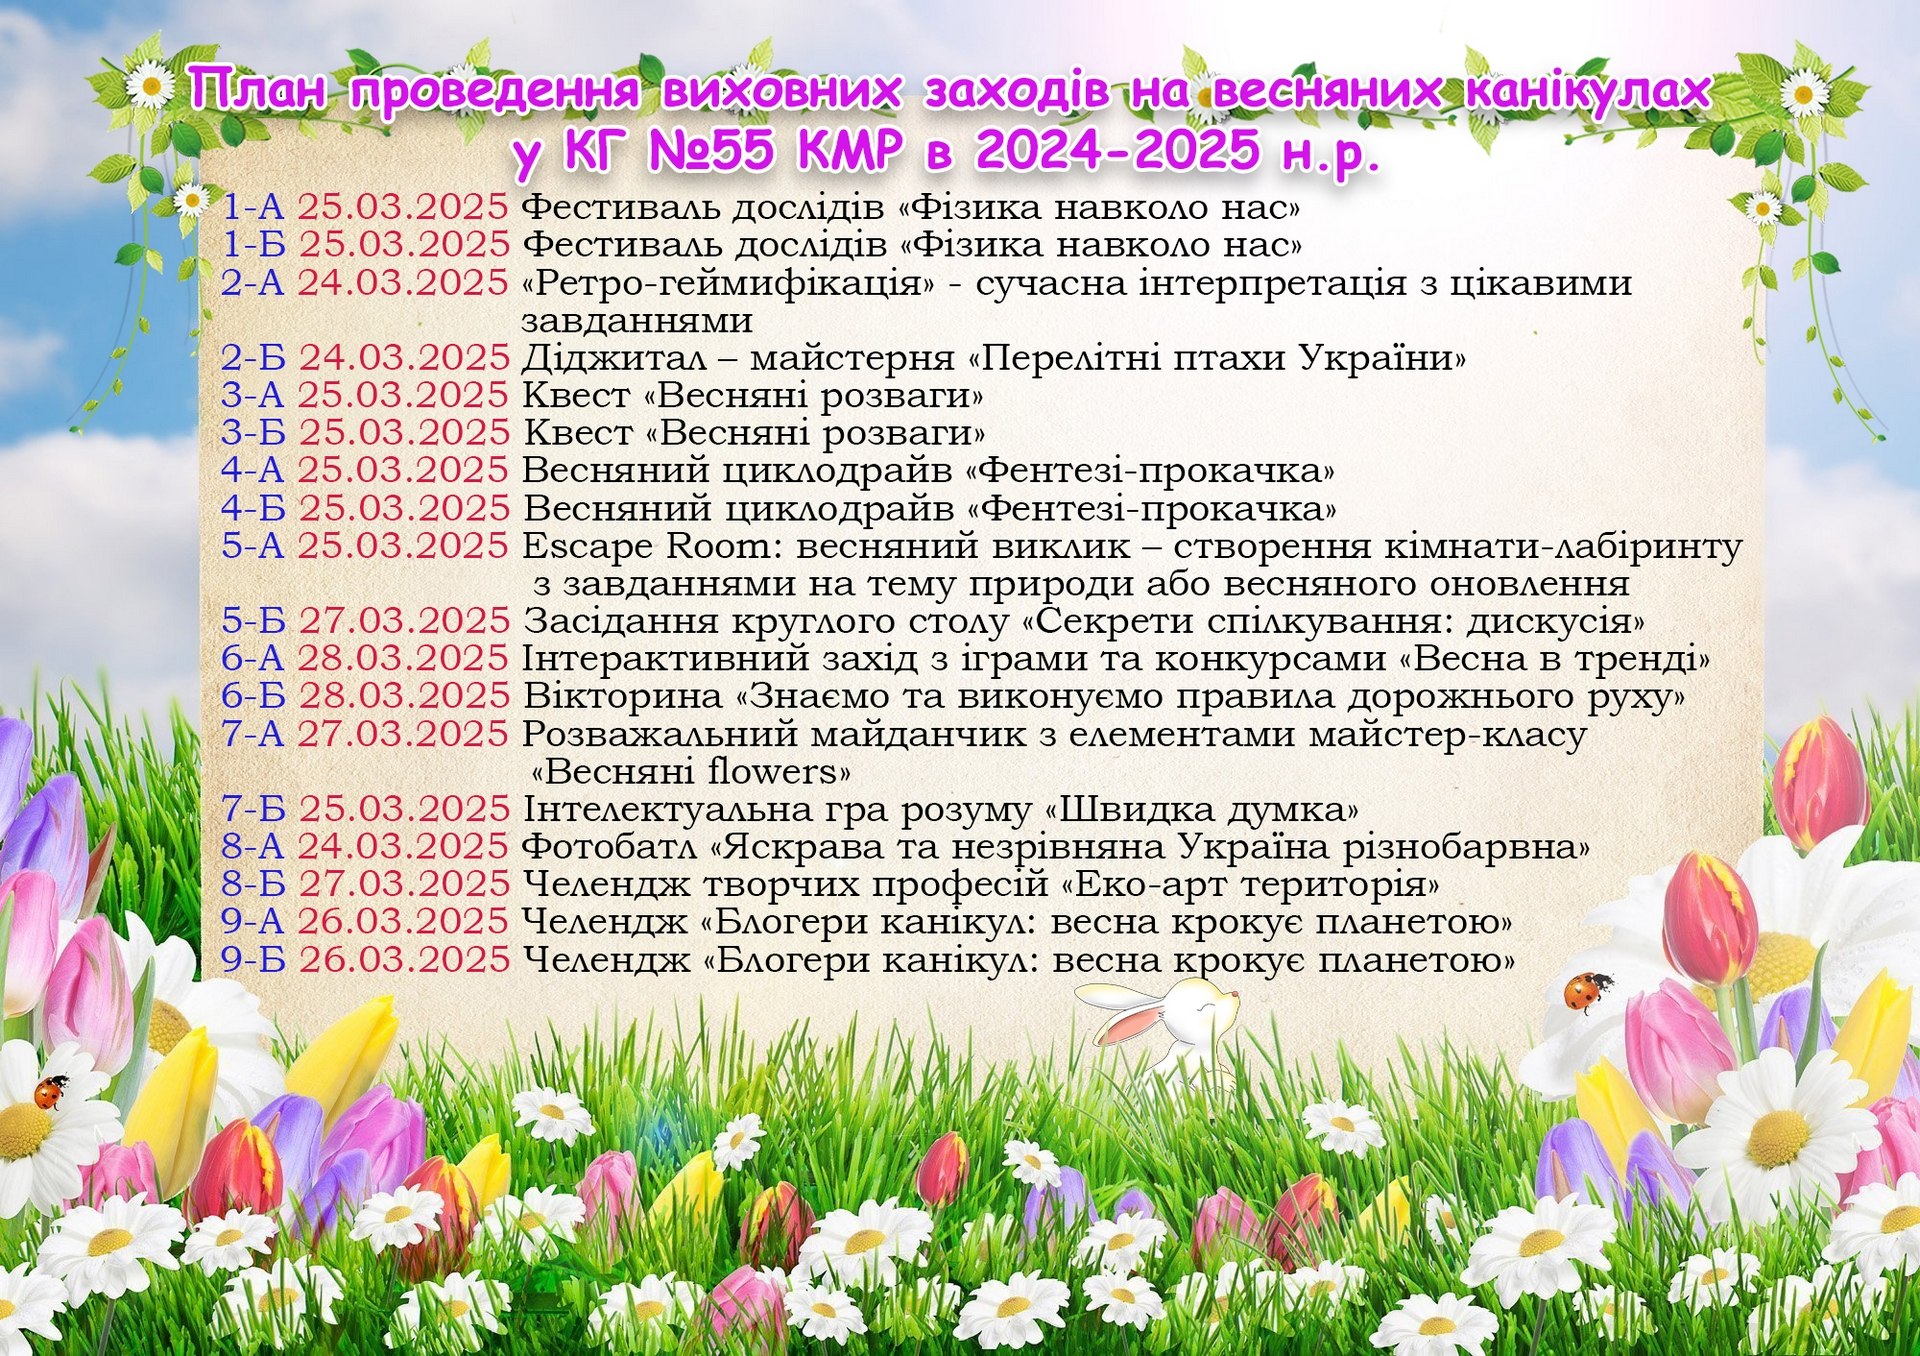 План проведення виховних заходів на весняних канікулах
у КГ №55 КМР в 2024-2025 н.р.
1-А 25.03.2025 Фестиваль дослідів «Фізика навколо нас»
1-Б 25.03.2025 Фестиваль дослідів «Фізика навколо нас»
2-А 24.03.2025 «Ретро-геймифікація» - сучасна інтерпретація з цікавими
завданнями
2-Б 24.03.2025 Діджитал – майстерня «Перелітні птахи України»
3-А 25.03.2025 Квест «Весняні розваги»
3-Б 25.03.2025 Квест «Весняні розваги»
4-А 25.03.2025 Весняний циклодрайв «Фентезі-прокачка»
4-Б 25.03.2025 Весняний циклодрайв «Фентезі-прокачка»
5-А 25.03.2025 Escape Room: весняний виклик – створення кімнати-лабіринту
з завданнями на тему природи або весняного оновлення
5-Б 27.03.2025 Засідання круглого столу «Секрети спілкування: дискусія»
6-А 28.03.2025 Інтерактивний захід з іграми та конкурсами «Весна в тренді»
6-Б 28.03.2025 Вікторина «Знаємо та виконуємо правила дорожнього руху»
7-А 27.03.2025 Розважальний майданчик з елементами майстер-класу
«Весняні flowers»
7-Б 25.03.2025 Інтелектуальна гра розуму «Швидка думка»
8-А 24.03.2025 Фотобатл «Яскрава та незрівняна Україна різнобарвна»
8-Б 27.03.2025 Челендж творчих професій «Еко-арт територія»
9-А 26.03.2025 Челендж «Блогери канікул: весна крокує планетою»
9-Б 26.03.2025 Челендж «Блогери канікул: весна крокує планетою»